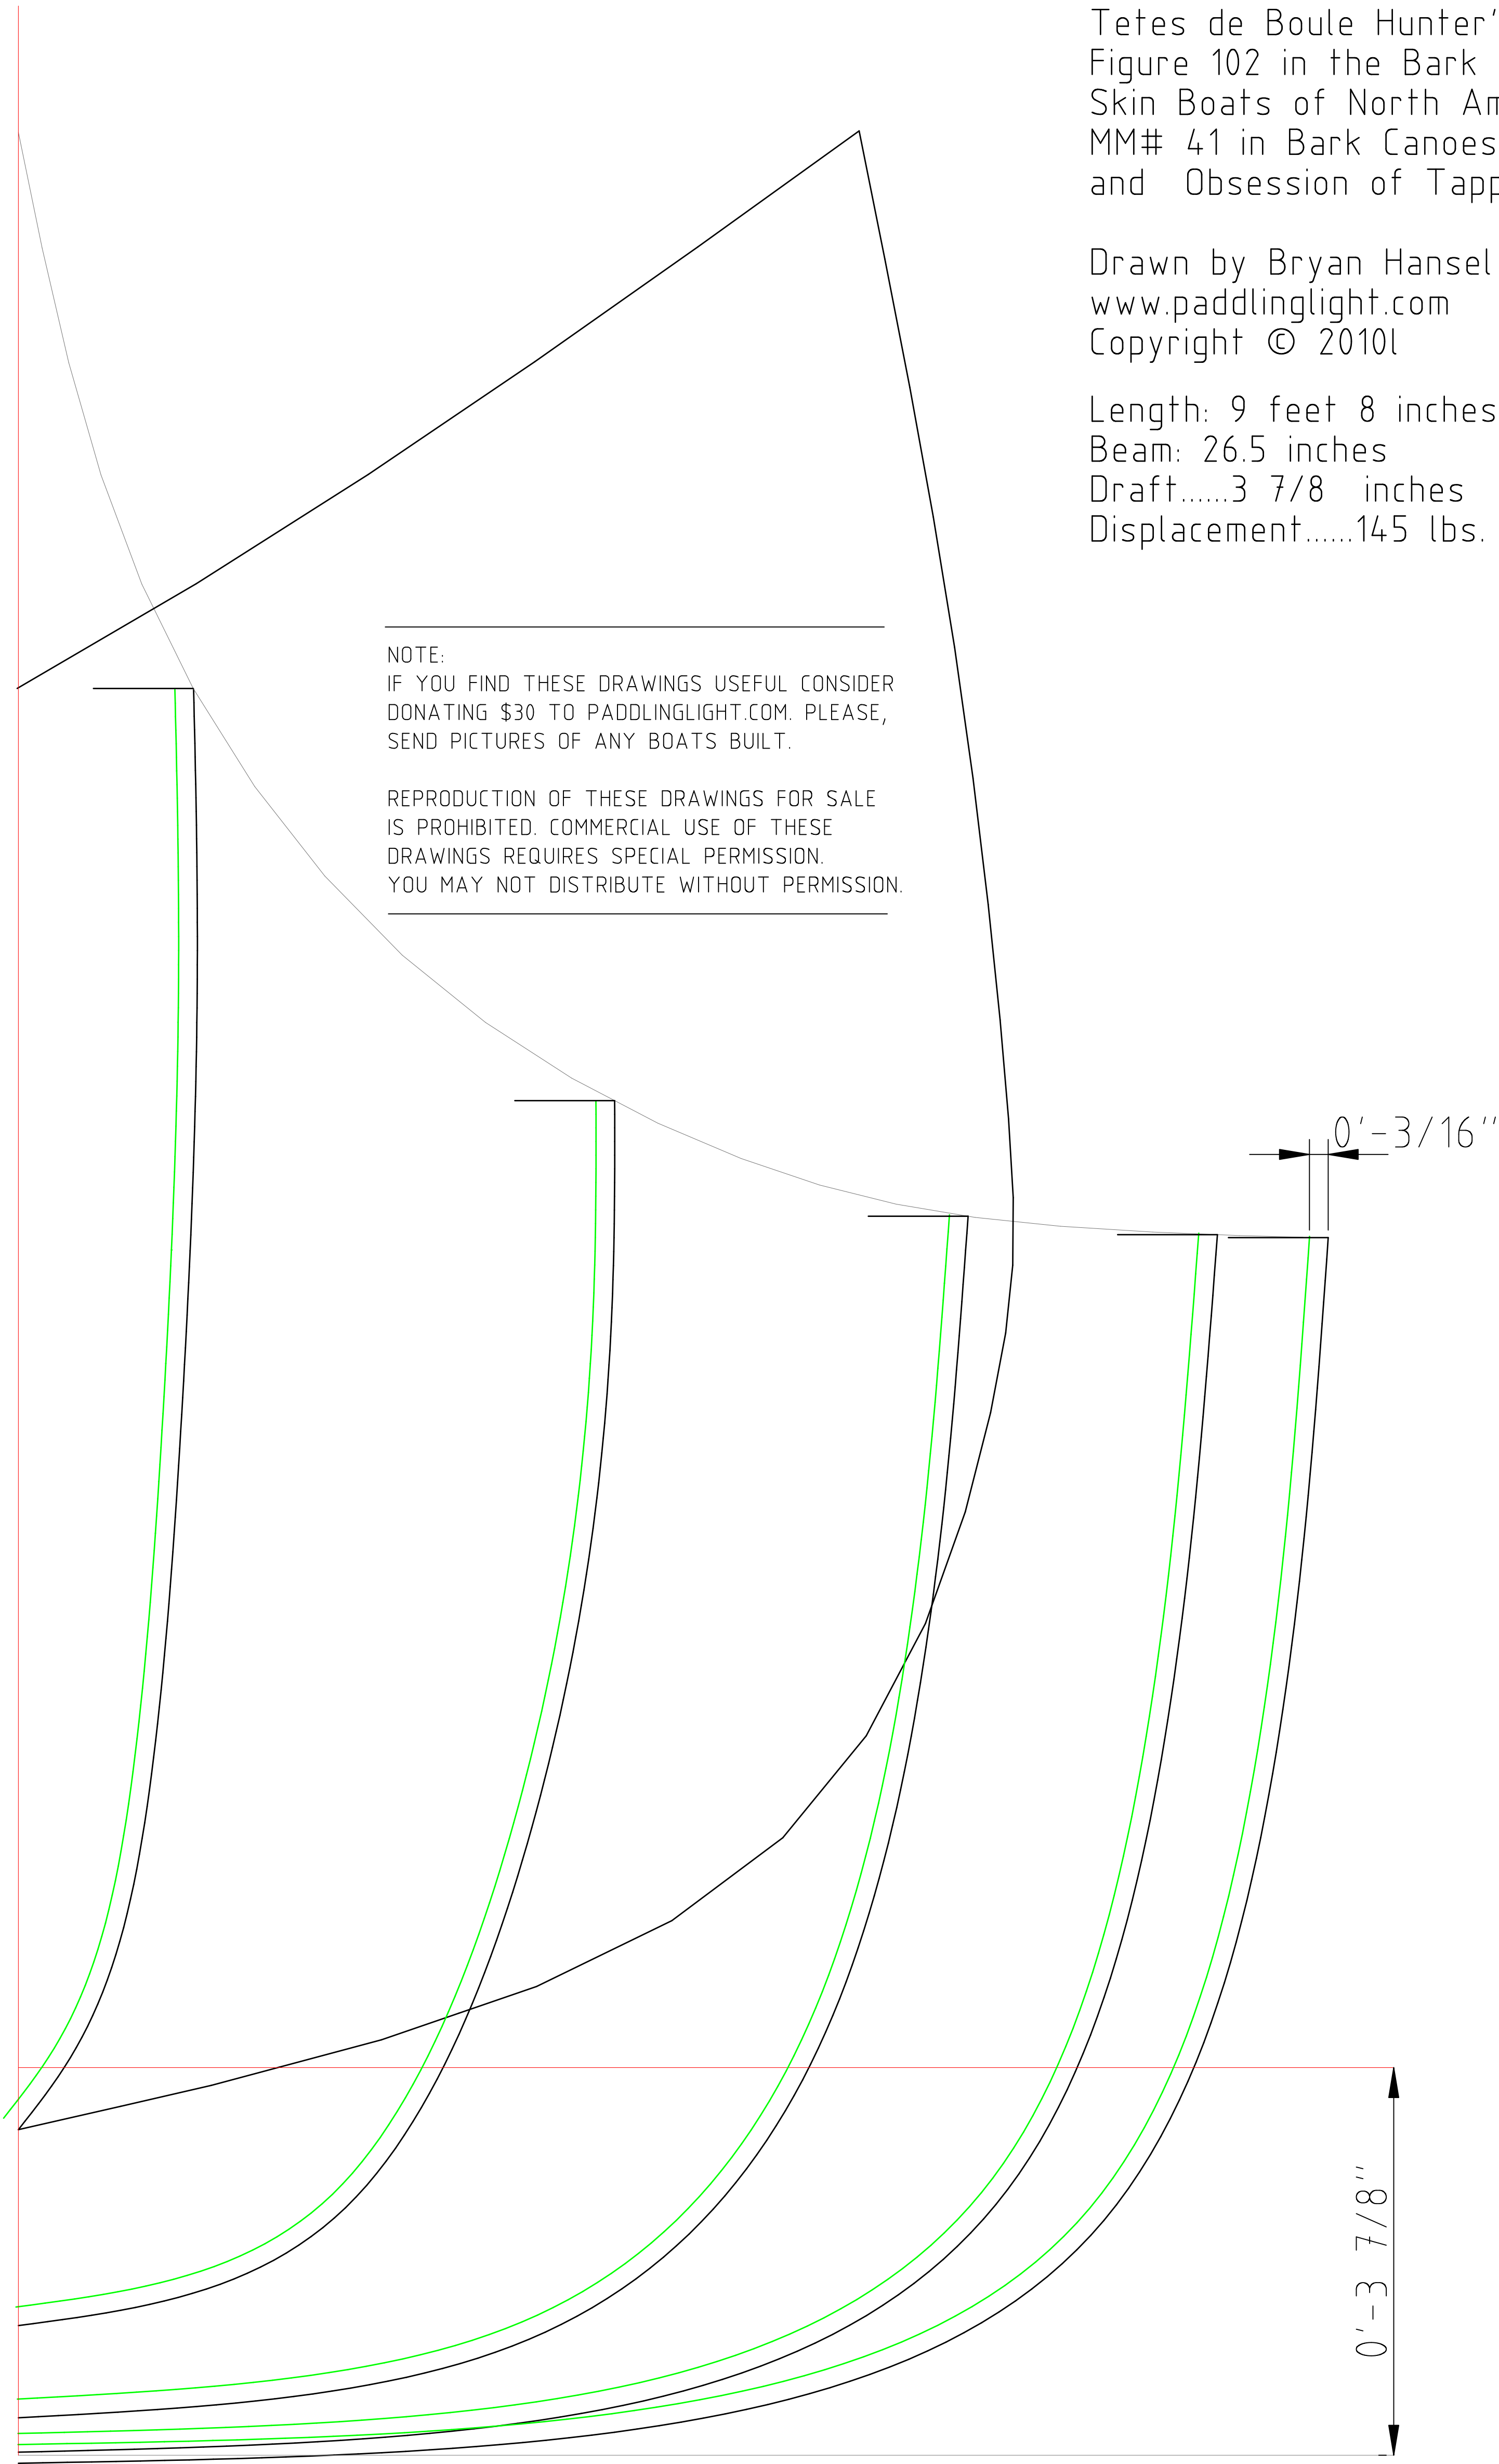 Tetes de Boule Hunter'
Figure 102 in the Bark
Skin Boats of North
MM# 41 in Bark Canoes
and Obsession of
Drawn by Bryan Hansel
www.paddlinglight.com
Copyright © 2010l
Length: 9 feet 8 inches
Beam: 26.5 inches
Draft......3 7/8 inches
Displacement......145 lbs.
NOTE:
IF YOU FIND THESE DRAWINGS USEFUL CONSIDER
DONATING $30 TO PADDLINGLIGHT.COM. PLEASE,
SEND PICTURES OF ANY BOATS BUILT.
REPRODUCTION OF THESE DRAWINGS FOR SALE
IS PROHIBITED. COMMERCIAL USE OF THESE
DRAWINGS REQUIRES SPECIAL PERMISSION.
YOU MAY NOT DISTRIBUTE WITHOUT PERMISSION.
0'-3/16"
0'-3 7/8"